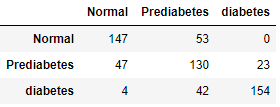 Normal Prediabetes diabetes
Normal 147 53 0
Prediabetes 47 130 23
diabetes 4 42 154